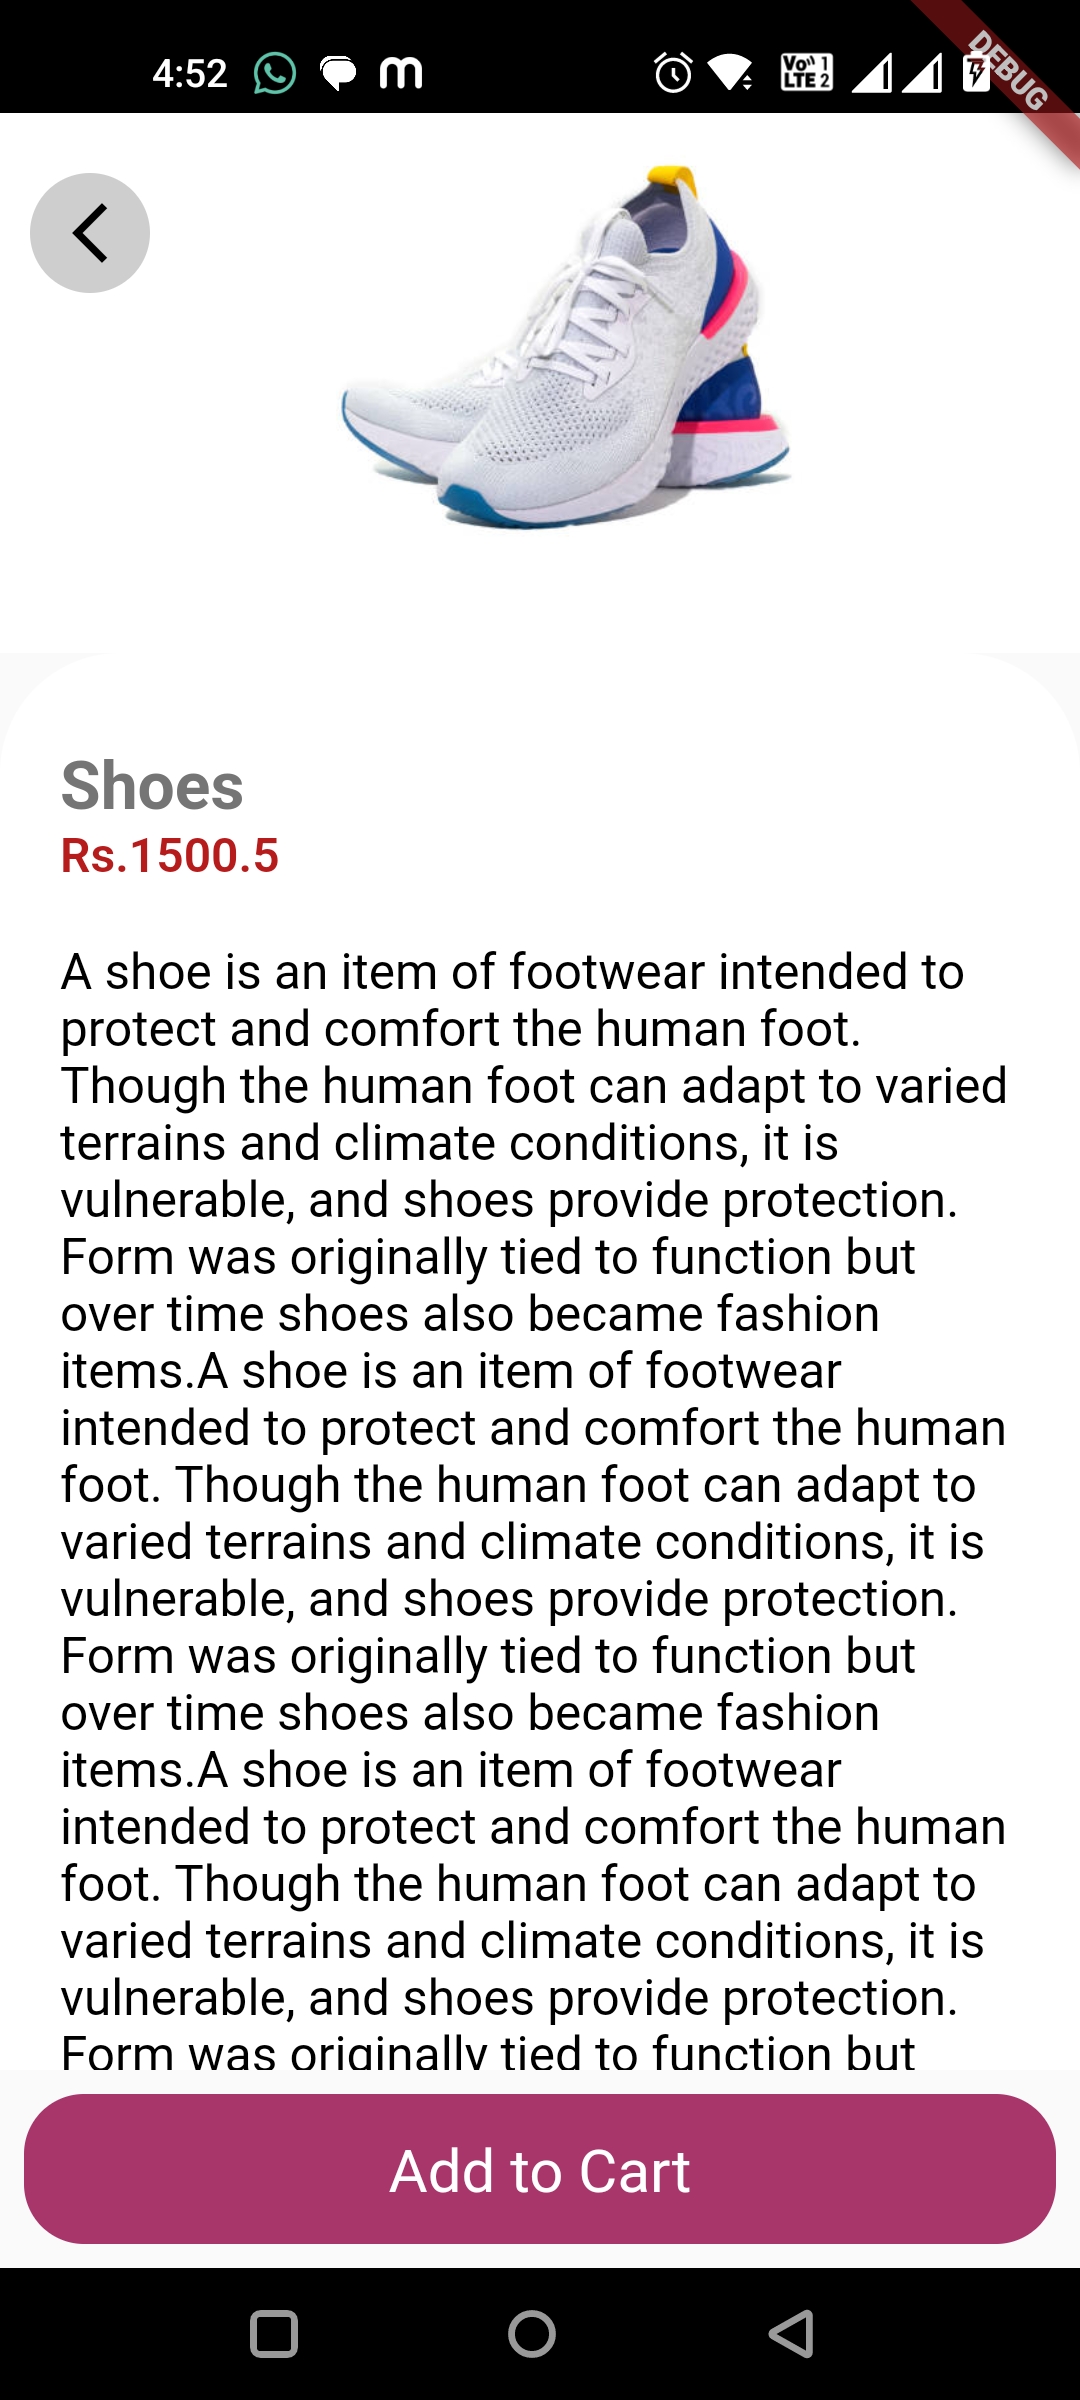 4:52
Vo)) 1
LTE 2
DEBUG
Shoes
Rs.1500.5
A shoe is an item of footwear intended to
protect and comfort the human foot.
Though the human foot can adapt to varied
terrains and climate conditions, it is
vulnerable, and shoes provide protection.
Form was originally tied to function but
over time shoes also became fashion
items.A shoe is an item of footwear
intended to protect and comfort the human
foot. Though the human foot can adapt to
varied terrains and climate conditions, it is
vulnerable, and shoes provide protection.
Form was originally tied to function but
over time shoes also became fashion
items.A shoe is an item of footwear
intended to protect and comfort the human
foot. Though the human foot can adapt to
varied terrains and climate conditions, it is
vulnerable, and shoes provide protection.
Form was originally tied to function but
Add to Cart